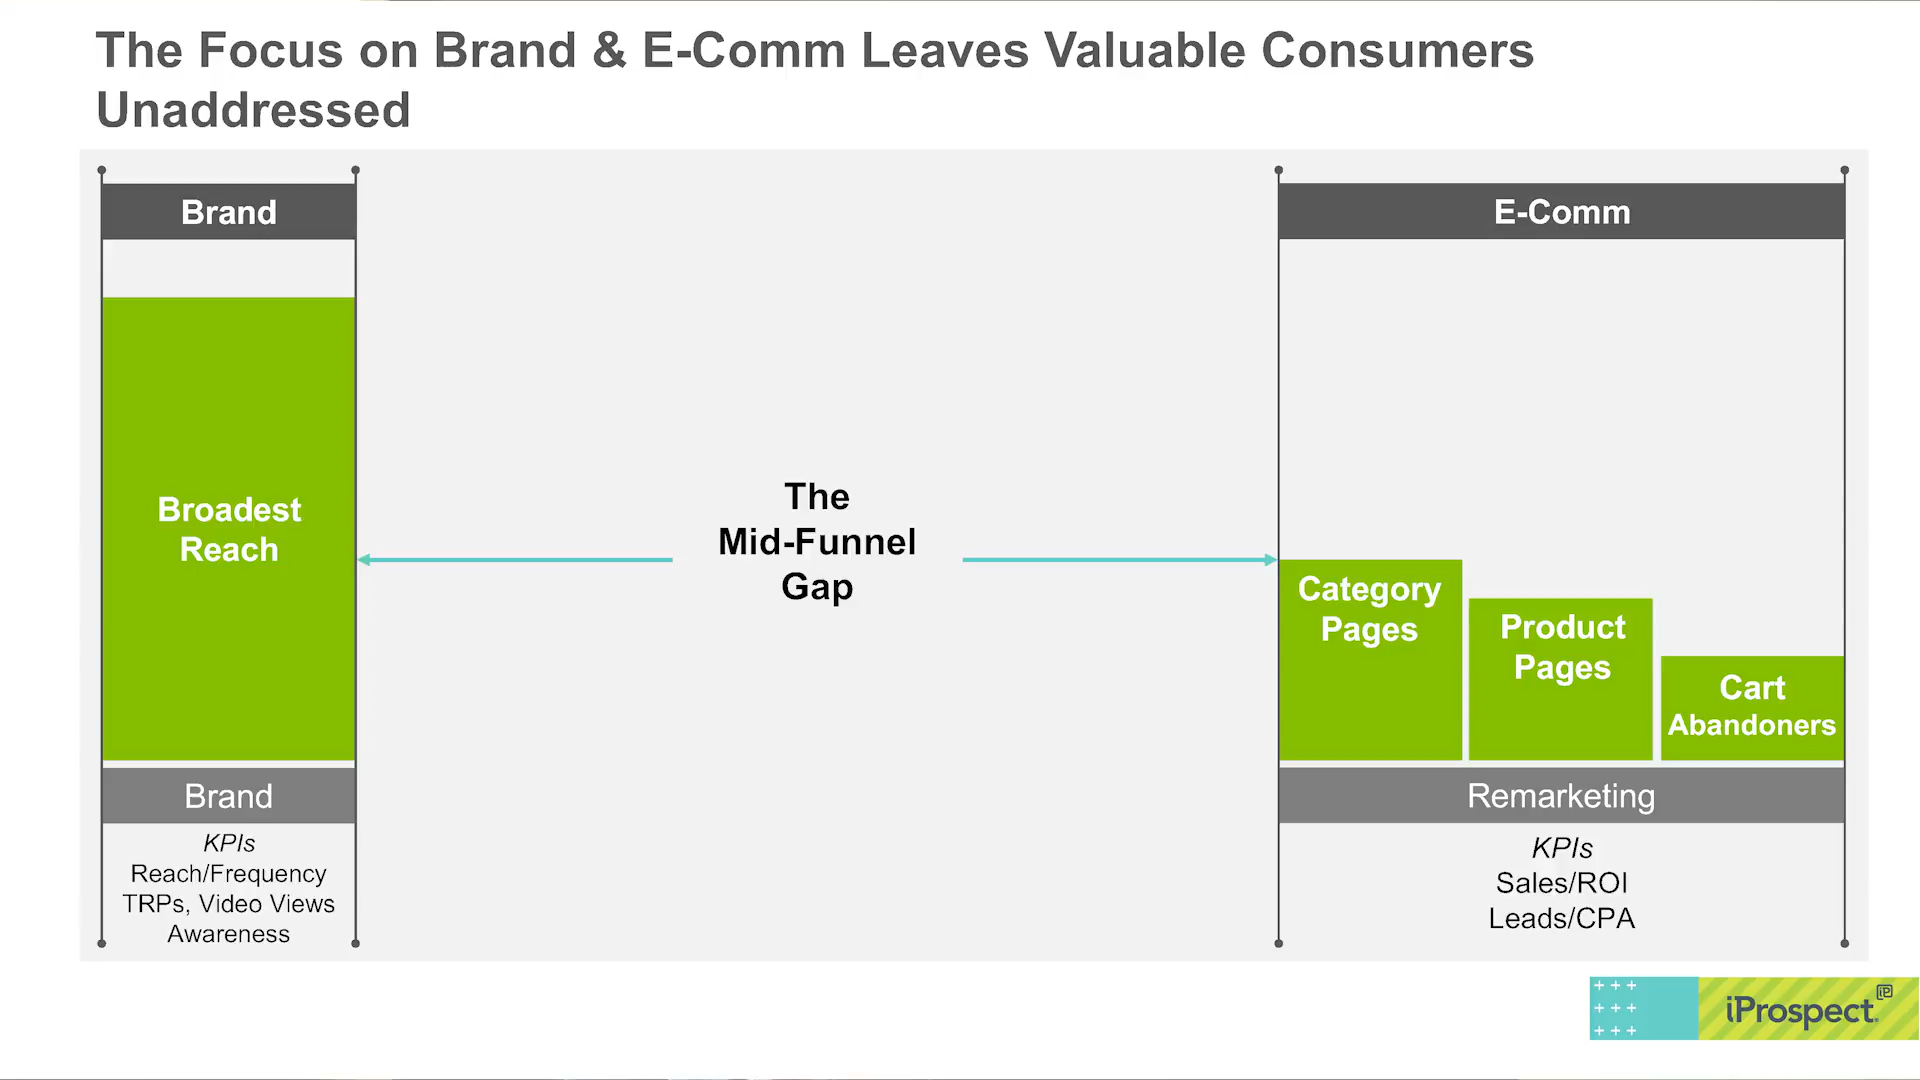 The Focus on Brand & E-Comm Leaves Valuable Consumers
Unaddressed
Brand
Broadest
Reach
Brand
KPIs
Reach/Frequency
TRPs, Video Views
Awareness
The
Mid-Funnel
Gap
E-Comm
Category
Pages
Product
Pages
Cart
Abandoners
Remarketing
KPIs
Sales/ROI
Leads/CPA
iProspect.
iP